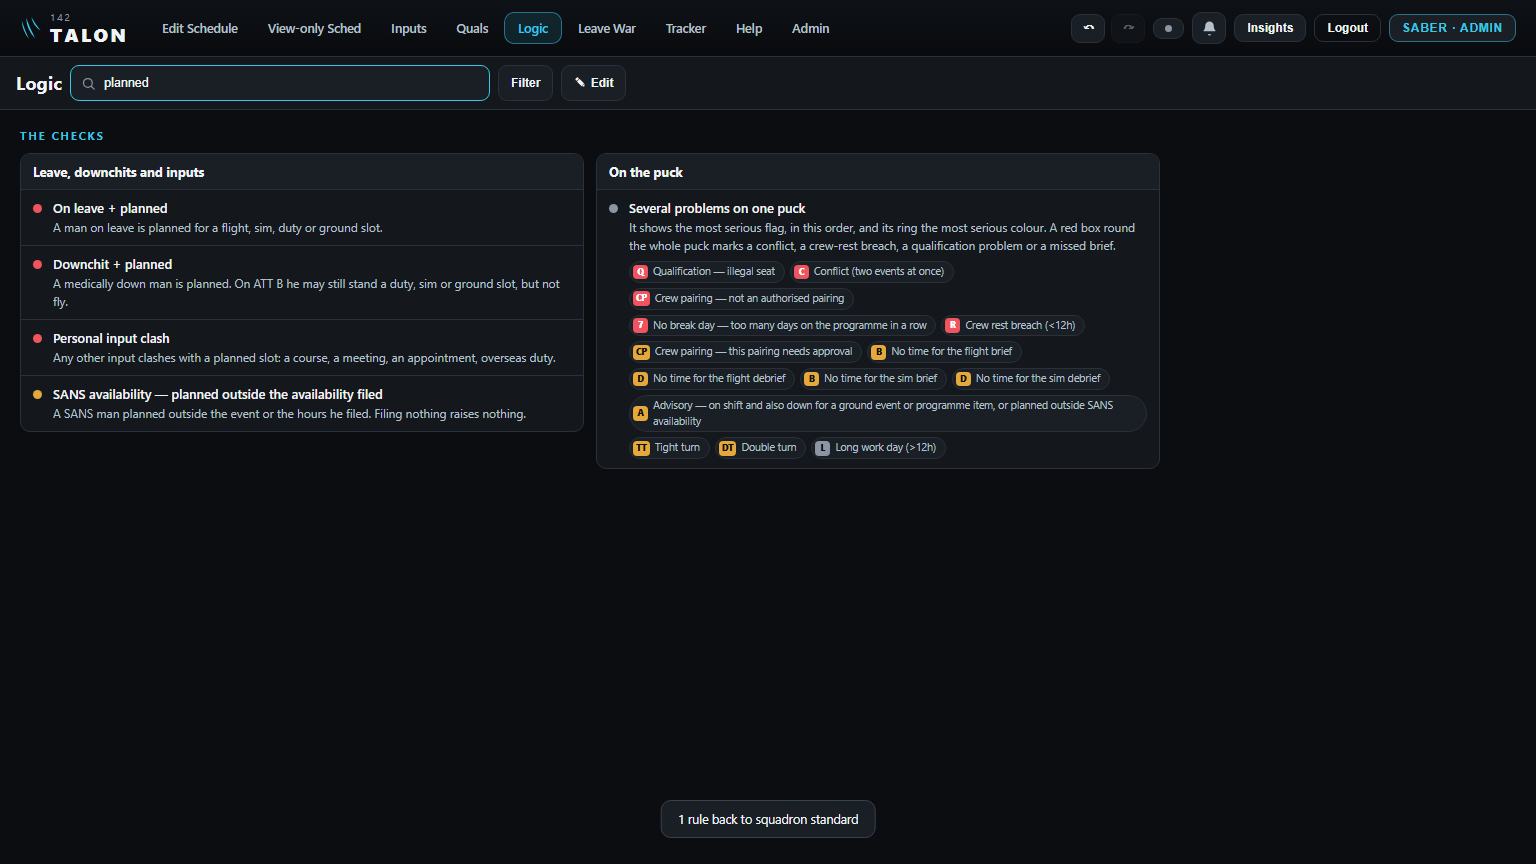 142
TALON
Edit Schedule
View-only Sched
Inputs
Quals
Logic
Leave War
Tracker
Help
Admin
Insights
Logout
SABER · ADMIN
Logic
planned
Filter
✎ Edit
THE CHECKS
Leave, downchits and inputs
On leave + planned
A man on leave is planned for a flight, sim, duty or ground slot.
Downchit + planned
A medically down man is planned. On ATT B he may still stand a duty, sim or ground slot, but not
fly.
Personal input clash
Any other input clashes with a planned slot: a course, a meeting, an appointment, overseas duty.
SANS availability — planned outside the availability filed
A SANS man planned outside the event or the hours he filed. Filing nothing raises nothing.
On the puck
Several problems on one puck
It shows the most serious flag, in this order, and its ring the most serious colour. A red box round
the whole puck marks a conflict, a crew-rest breach, a qualification problem or a missed brief.
Q Qualification — illegal seat
C Conflict (two events at once)
CP Crew pairing — not an authorised pairing
7 No break day — too many days on the programme in a row
R Crew rest breach (<12h)
CP Crew pairing — this pairing needs approval
B No time for the flight brief
D No time for the flight debrief
B No time for the sim brief
D No time for the sim debrief
A Advisory — on shift and also down for a ground event or programme item, or planned outside SANS
availability
TT Tight turn
DT Double turn
L Long work day (>12h)
1 rule back to squadron standard